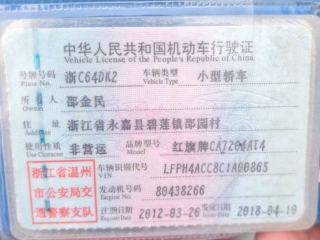 中华人民共和国机动车行驶证
Vehicle License of the People's Republic of China
号牌号码 浙C64DK2 车辆类型 小型轿车
Plate No. Vehicle Type
所有人 邵金民
Owner
住址 浙江省永嘉县碧莲镇邵园村
Address
使用性质 非营运 品牌型号 红旗牌CA7204AT4
Use Character Model
浙江省温州 车辆识别代号 LFPH4ACC8C1A00865
VIN
市公安局交 发动机号码 80438266
Engine No.
通警察支队 注册日期 2012-03-26 发证日期 2018-04-10
Register Date Issue Date